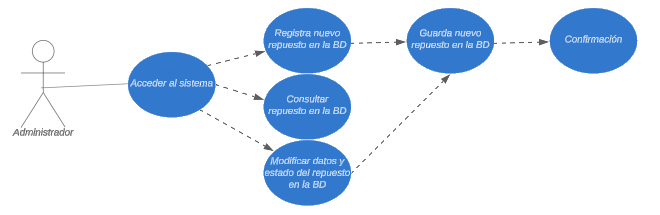 Administrador
Acceder al sistema
Registra nuevo
repuesto en la BD
Consultar
repuesto en la BD
Modificar datos y
estado del repuesto
en la BD
Guarda nuevo
repuesto en la BD
Confirmación